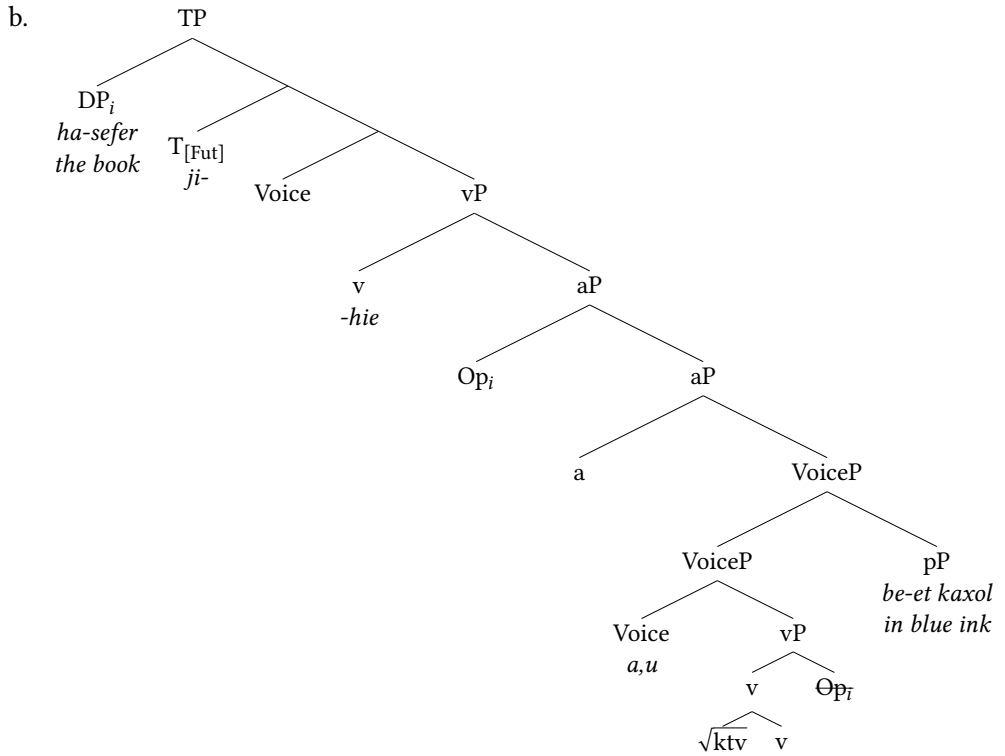 b.
TP
DPi
ha-sefer
the book
T[Fut]
ji-
Voice
vP
v
-hie
aP
Opi
aP
a
VoiceP
VoiceP
pP
be-et kaxol
in blue ink
Voice
a,u
vP
v
Opi
√ktv
v